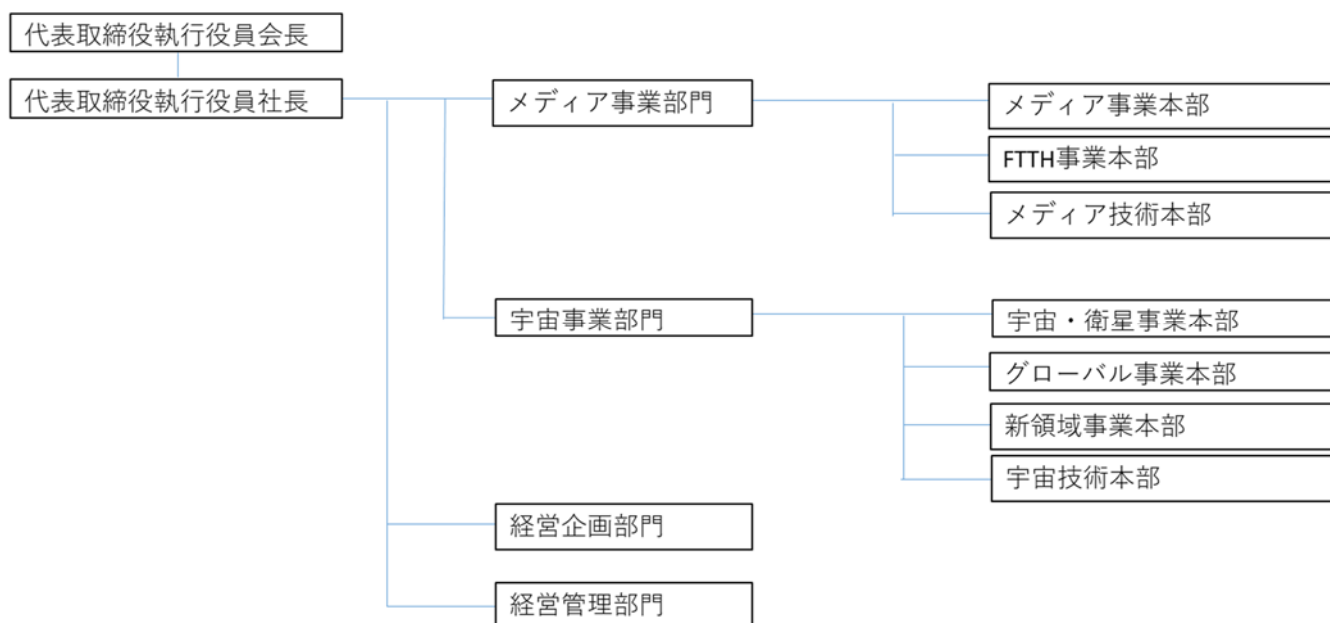 代表取締役執行役員会長
代表取締役執行役員社長
メディア事業部門
メディア事業本部
FTTH事業本部
メディア技術本部
宇宙事業部門
宇宙・衛星事業本部
グローバル事業本部
新領域事業本部
宇宙技術本部
経営企画部門
経営管理部門